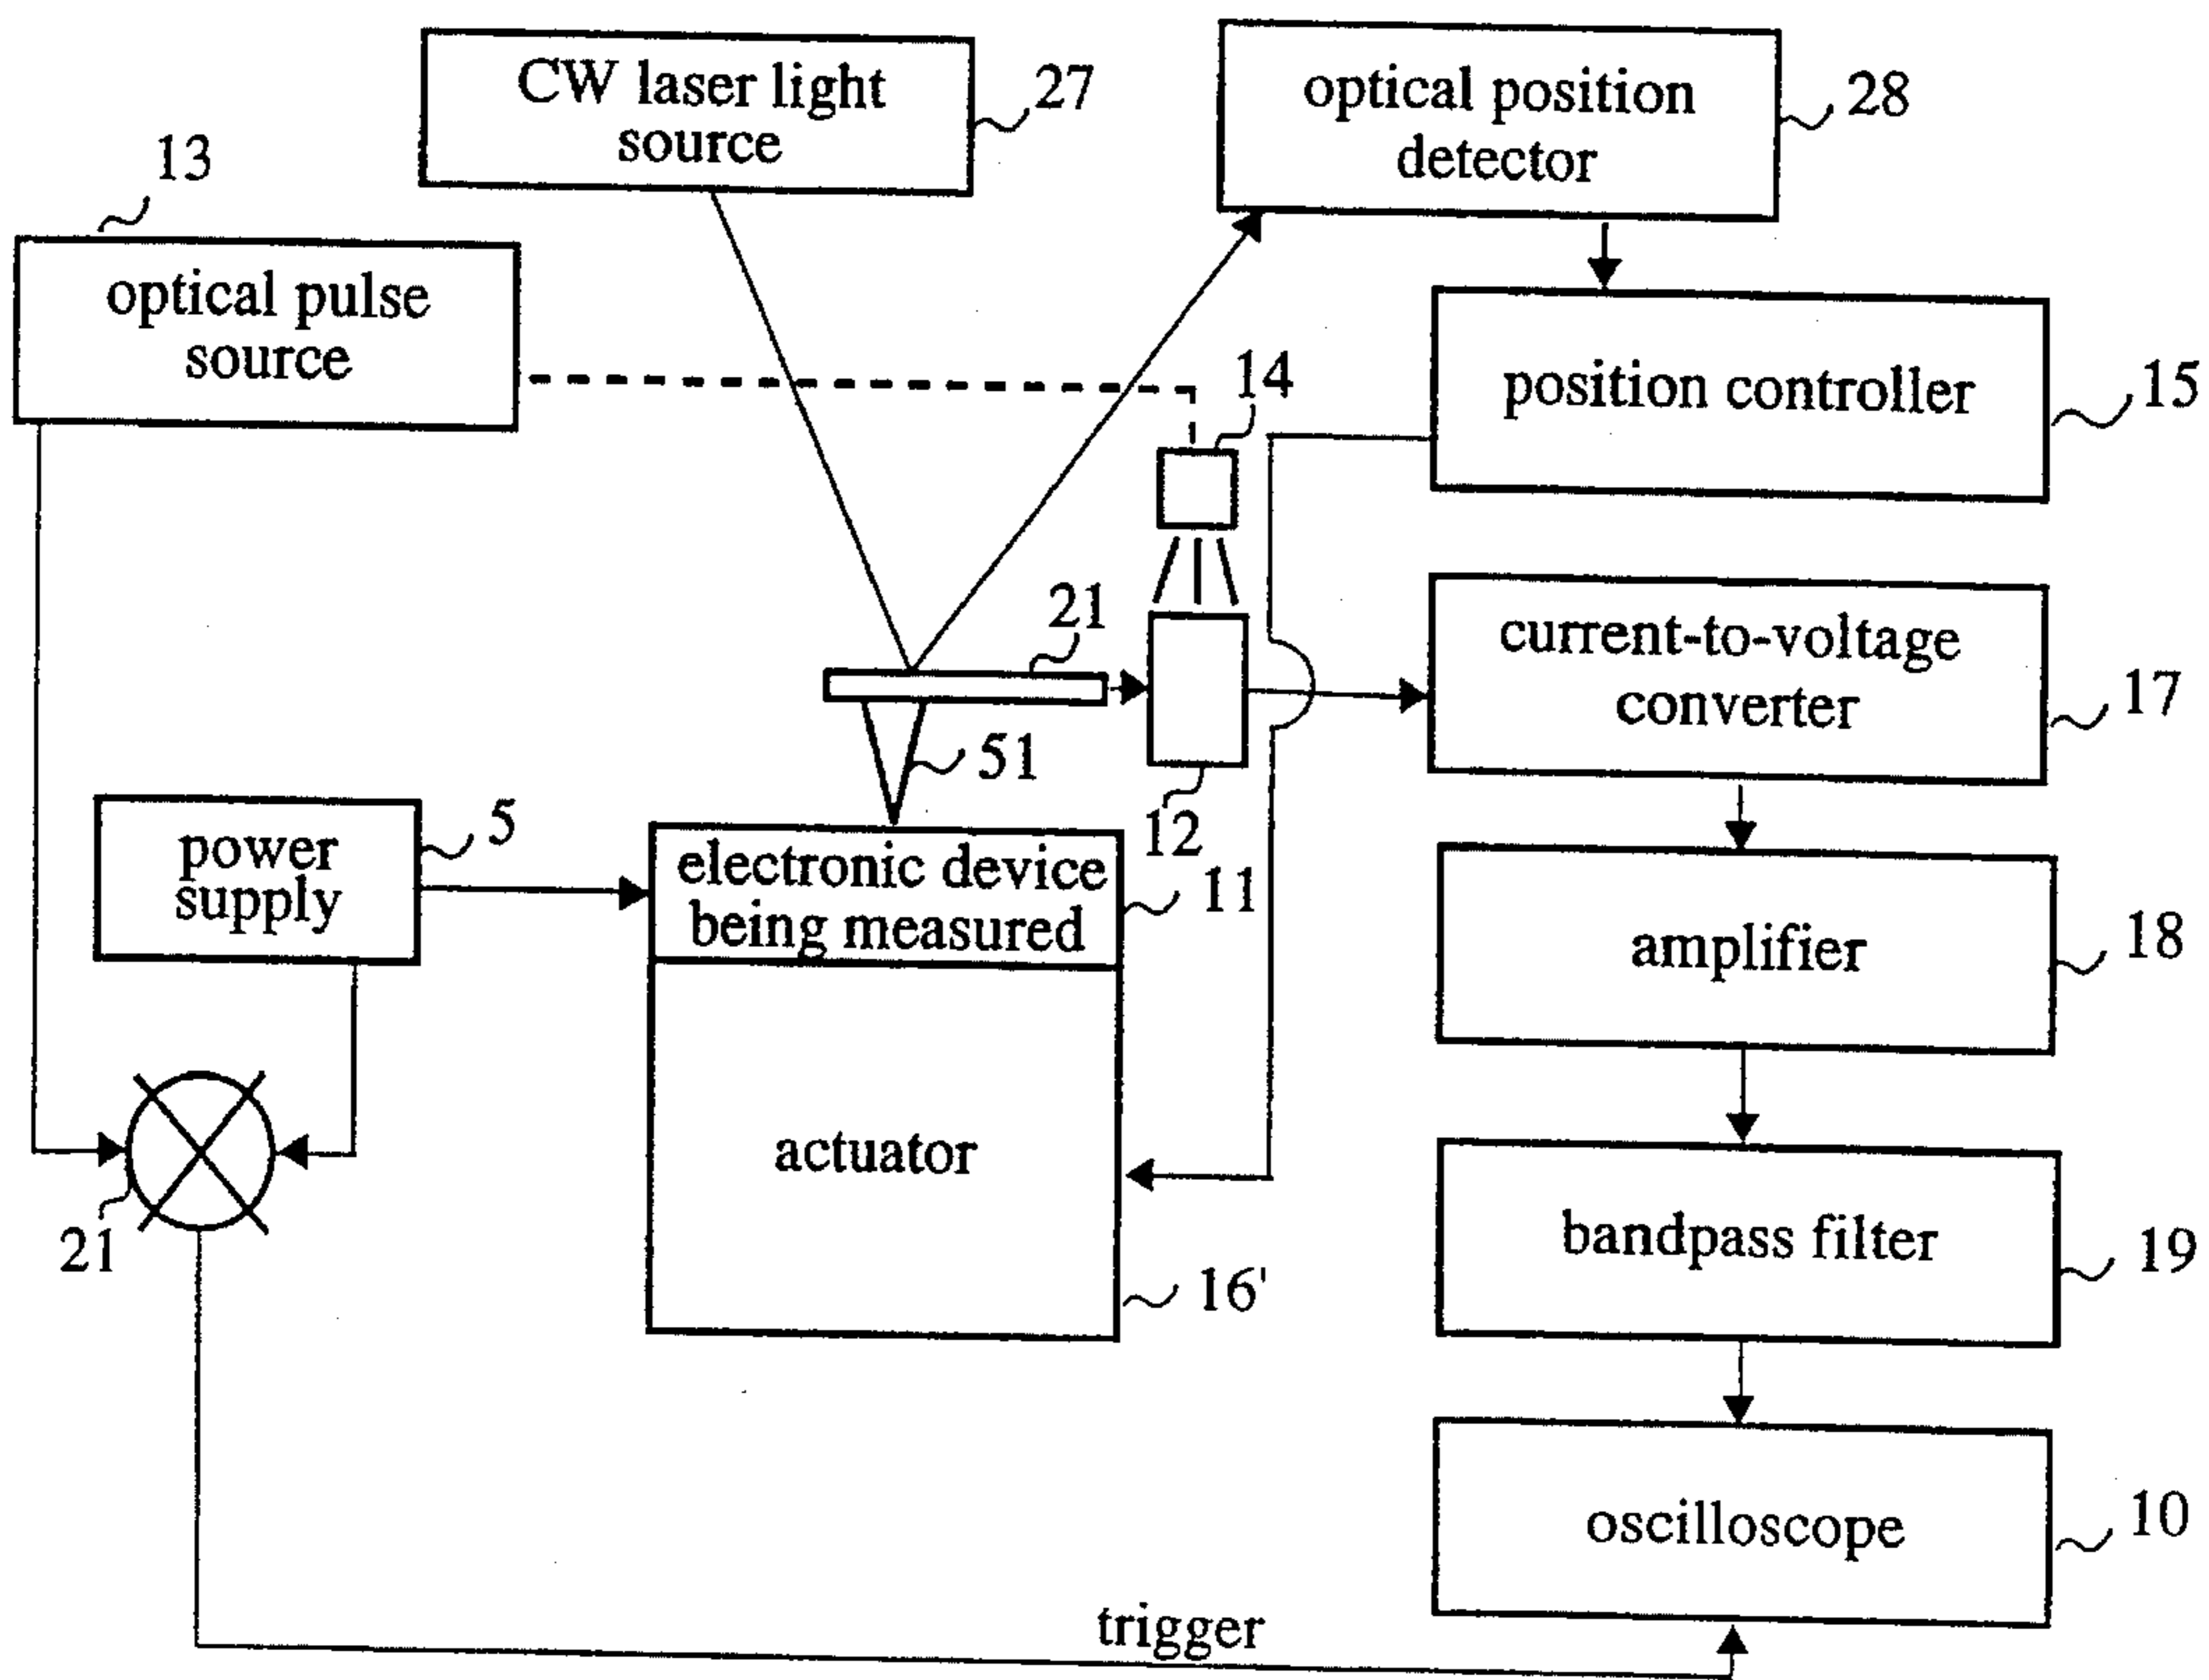 CW laser light
source
27
optical position
detector
28
13
optical pulse
source
14
position controller
15
21
current-to-voltage
converter
17
51
12
power
supply
5
electronic device
being measured
11
amplifier
18
actuator
21
bandpass filter
19
16'
oscilloscope
10
trigger